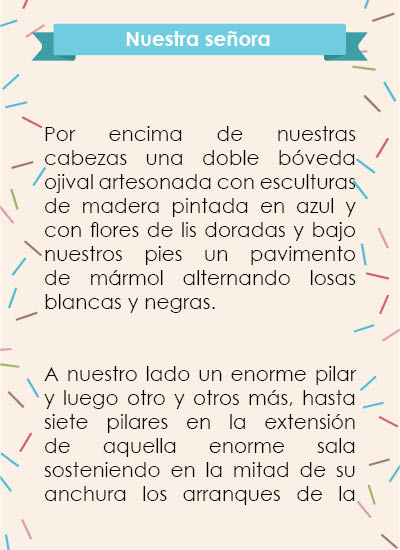 Nuestra señora
Por encima de nuestras
cabezas una doble bóveda
ojival artesonada con esculturas
de madera pintada en azul y
con flores de lis doradas y bajo
nuestros pies un pavimento
de mármol alternando losas
blancas y negras.
A nuestro lado un enorme pilar
y luego otro y otros más, hasta
siete pilares en la extensión
de aquella enorme sala
sosteniendo en la mitad de su
anchura los arranques de la